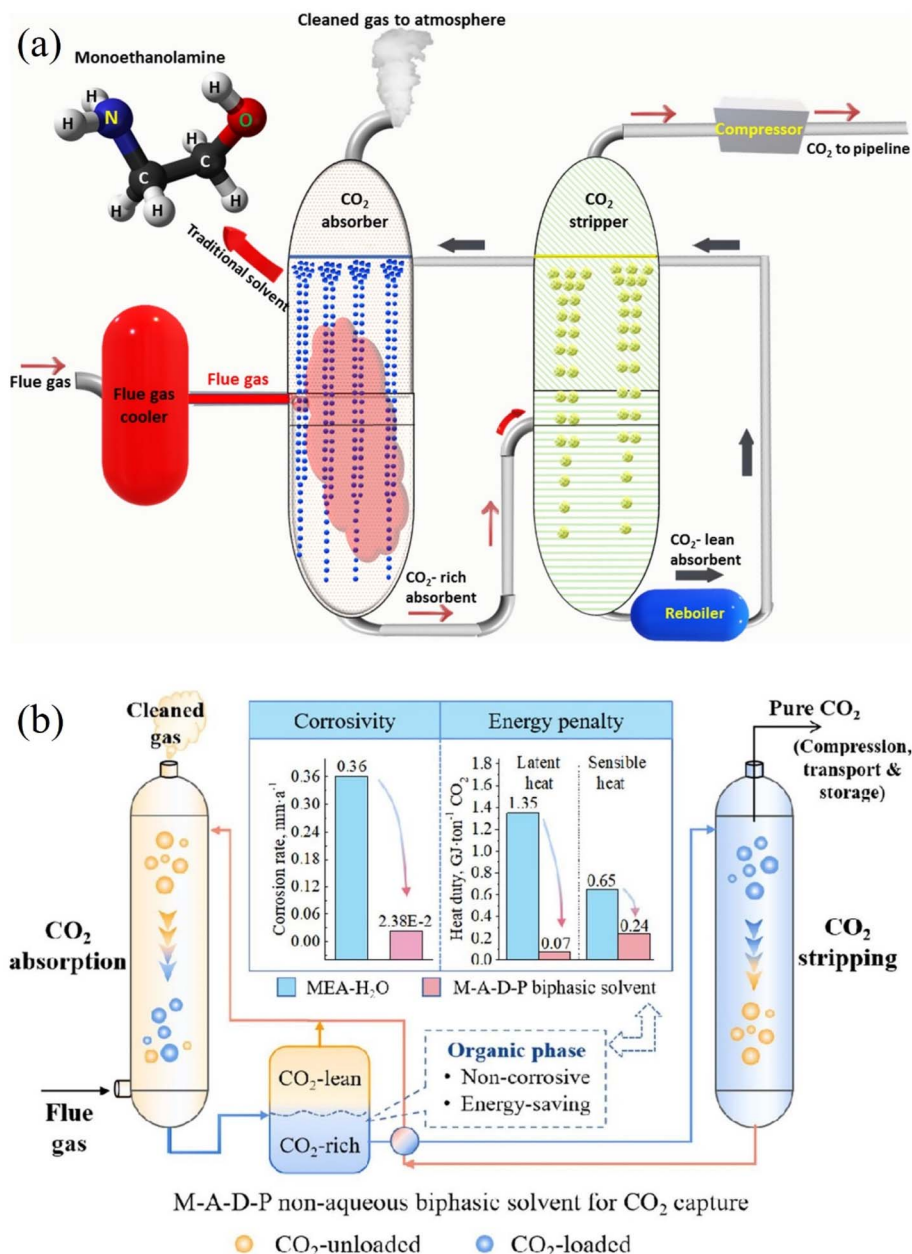 (a)
Cleaned gas to atmosphere
Monoethanolamine
H
H
N
H
O
H
C
C
H
H
H
H
Traditional solvent
CO₂
absorber
CO₂
stripper
Compressor
CO₂ to pipeline
Flue gas
Flue gas
cooler
Flue gas
CO₂- rich
absorbent
CO₂- lean
absorbent
Reboiler
(b)
Cleaned
gas
CO₂
absorption
Flue
gas
Corrosivity
Energy penalty
Corrosion rate, mm·a⁻¹
0.36
0.30
0.24
0.18
0.12
0.06
0.00
0.36
2.38E-2
Heat duty, GJ·ton⁻¹ CO₂
1.8
1.6
1.4
1.2
1.0
0.8
0.6
0.4
0.2
0.0
Latent
heat
Sensible
heat
1.35
0.07
0.65
0.24
MEA-H₂O
M-A-D-P biphasic solvent
Pure CO₂
(Compression,
transport &
storage)
CO₂
stripping
CO₂-lean
CO₂-rich
Organic phase
• Non-corrosive
• Energy-saving
M-A-D-P non-aqueous biphasic solvent for CO₂ capture
CO₂-unloaded
CO₂-loaded